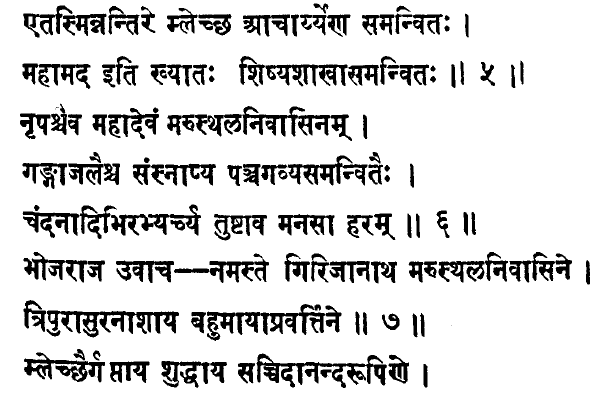 एतस्मिन्नन्तिरे म्लेच्छ आचार्य्येण समन्वितः ।
महामद इति ख्यातः शिष्यशाखासमन्वितः ॥ ५ ॥
नृपश्चैव महादेवं मरुस्थलनिवासिनम् ।
गङ्गाजलैश्च संस्नाप्य पञ्चगव्यसमन्वितैः ।
चंदनादिभिरभ्यर्च्य तुष्टाव मनसा हरम् ॥ ६ ॥
भोजराज उवाच—नमस्ते गिरिजानाथ मरुस्थलनिवासिने ।
त्रिपुरासुरनाशाय बहुमायाप्रवर्त्तिने ॥ ७ ॥
म्लेच्छैर्गप्ताय शुद्धाय सच्चिदानन्दरूपिणे ।